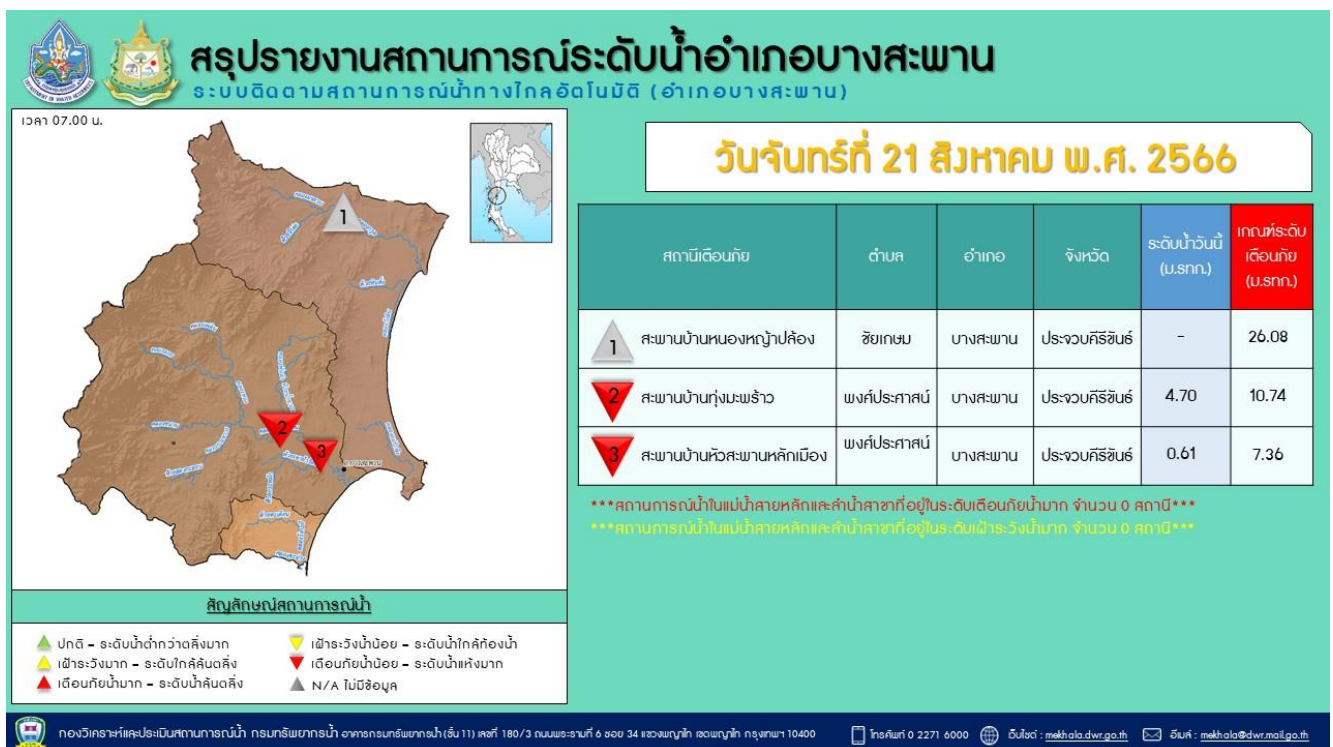 สรุปรายงานสถานการณ์ระดับน้ำอำเภอบางสะพาน
ระบบติดตามสถานการณ์น้ำทางไกลอัตโนมัติ (อำเภอบางสะพาน)
เวลา 07.00 น.
1
2
3
วันจันทร์ที่ 21 สิงหาคม พ.ศ. 2566
สถานีเตือนภัย ตำบล อำเภอ จังหวัด ระดับน้ำวันนี้ (ม.รทก.) เกณฑ์ระดับเตือนภัย (ม.รทก.)
1 สะพานบ้านหนองหญ้าปล้อง ชัยเกษม บางสะพาน ประจวบคีรีขันธ์ - 26.08
2 สะพานบ้านทุ่งมะพร้าว พงศ์ประศาสน์ บางสะพาน ประจวบคีรีขันธ์ 4.70 10.74
3 สะพานบ้านหัวสะพานหลักเมือง พงศ์ประศาสน์ บางสะพาน ประจวบคีรีขันธ์ 0.61 7.36
***สถานการณ์น้ำในแม่น้ำสายหลักและลำน้ำสาขาที่อยู่ในระดับเตือนภัยน้ำมาก จำนวน 0 สถานี***
***สถานการณ์น้ำในแม่น้ำสายหลักและลำน้ำสาขาที่อยู่ในระดับเฝ้าระวังน้ำมาก จำนวน 0 สถานี***
สัญลักษณ์สถานการณ์น้ำ
ปกติ – ระดับน้ำต่ำกว่าตลิ่งมาก
เฝ้าระวังมาก – ระดับใกล้ล้นตลิ่ง
เตือนภัยน้ำมาก – ระดับน้ำล้นตลิ่ง
เฝ้าระวังน้ำน้อย – ระดับน้ำใกล้ท้องน้ำ
เตือนภัยน้ำน้อย – ระดับน้ำแห้งมาก
N/A ไม่มีข้อมูล
กองวิเคราะห์และประเมินสถานการณ์น้ำ กรมทรัพยากรน้ำ อาคารกรมทรัพยากรน้ำ (ชั้น 11) เลขที่ 180/3 ถนนพระรามที่ 6 ซอย 34 แขวงพญาไท เขตพญาไท กรุงเทพฯ 10400 โทรศัพท์ 0 2271 6000 เว็บไซต์ : mekhala.dwr.go.th อีเมล์ : mekhala@dwr.mail.go.th